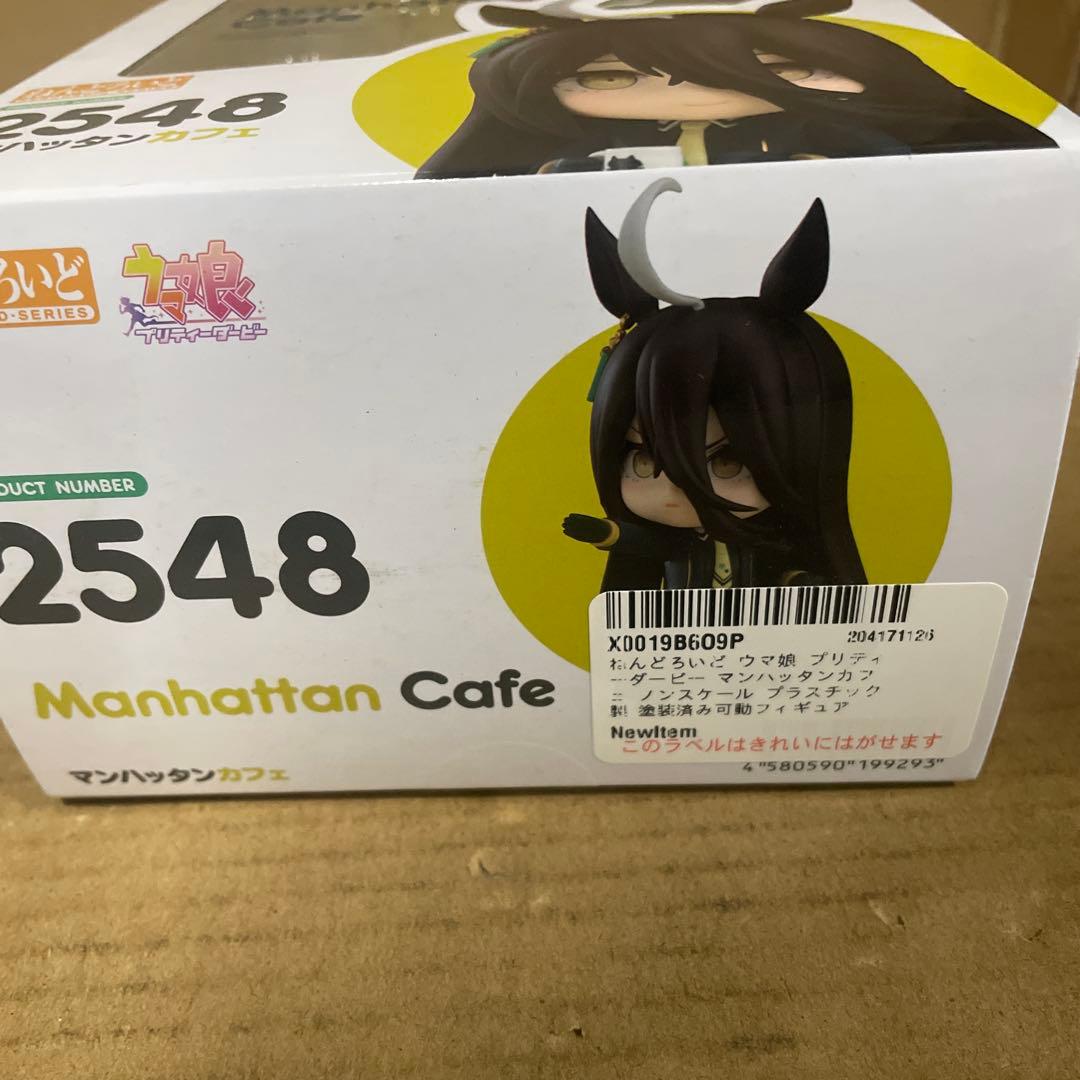 Manhattan
Cafe
2548
ハッタンカフェ
ろいど
D·SERIES
ウマ娘
プリティーダービー
DUCT NUMBER
2548
Manhattan Cafe
マンハッタンカフェ
X0019B6O9P
204171126
ねんどろいど ウマ娘 プリティ
ーダービー マンハッタンカフ
ェ ノンスケール プラスチック
製 塗装済み可動フィギュア
NewItem
このラベルはきれいにはがせます
4"580590"199293"